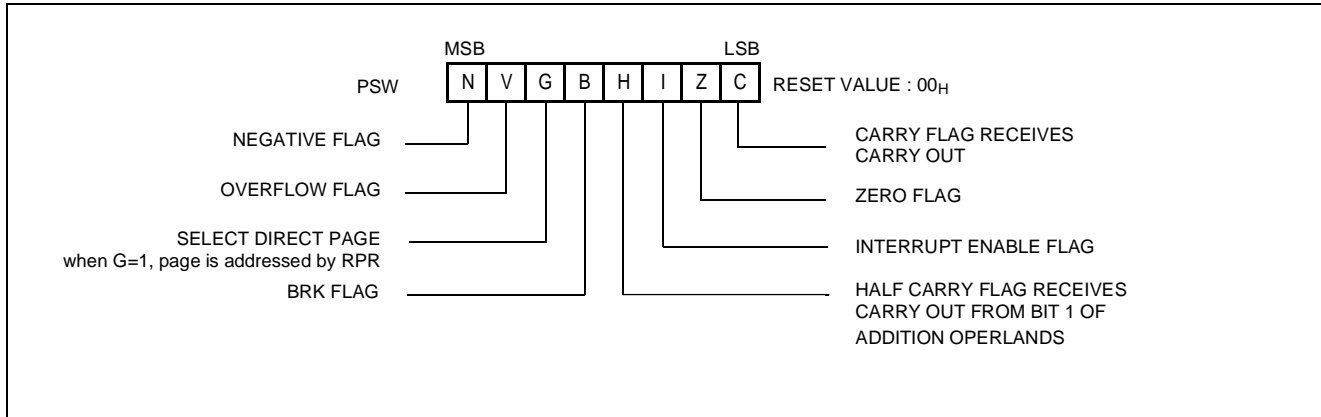 MSB LSB
PSW N V G B H I Z C RESET VALUE : 00H
NEGATIVE FLAG
OVERFLOW FLAG
SELECT DIRECT PAGE
when G=1, page is addressed by RPR
BRK FLAG
CARRY FLAG RECEIVES
CARRY OUT
ZERO FLAG
INTERRUPT ENABLE FLAG
HALF CARRY FLAG RECEIVES
CARRY OUT FROM BIT 1 OF
ADDITION OPERLANDS